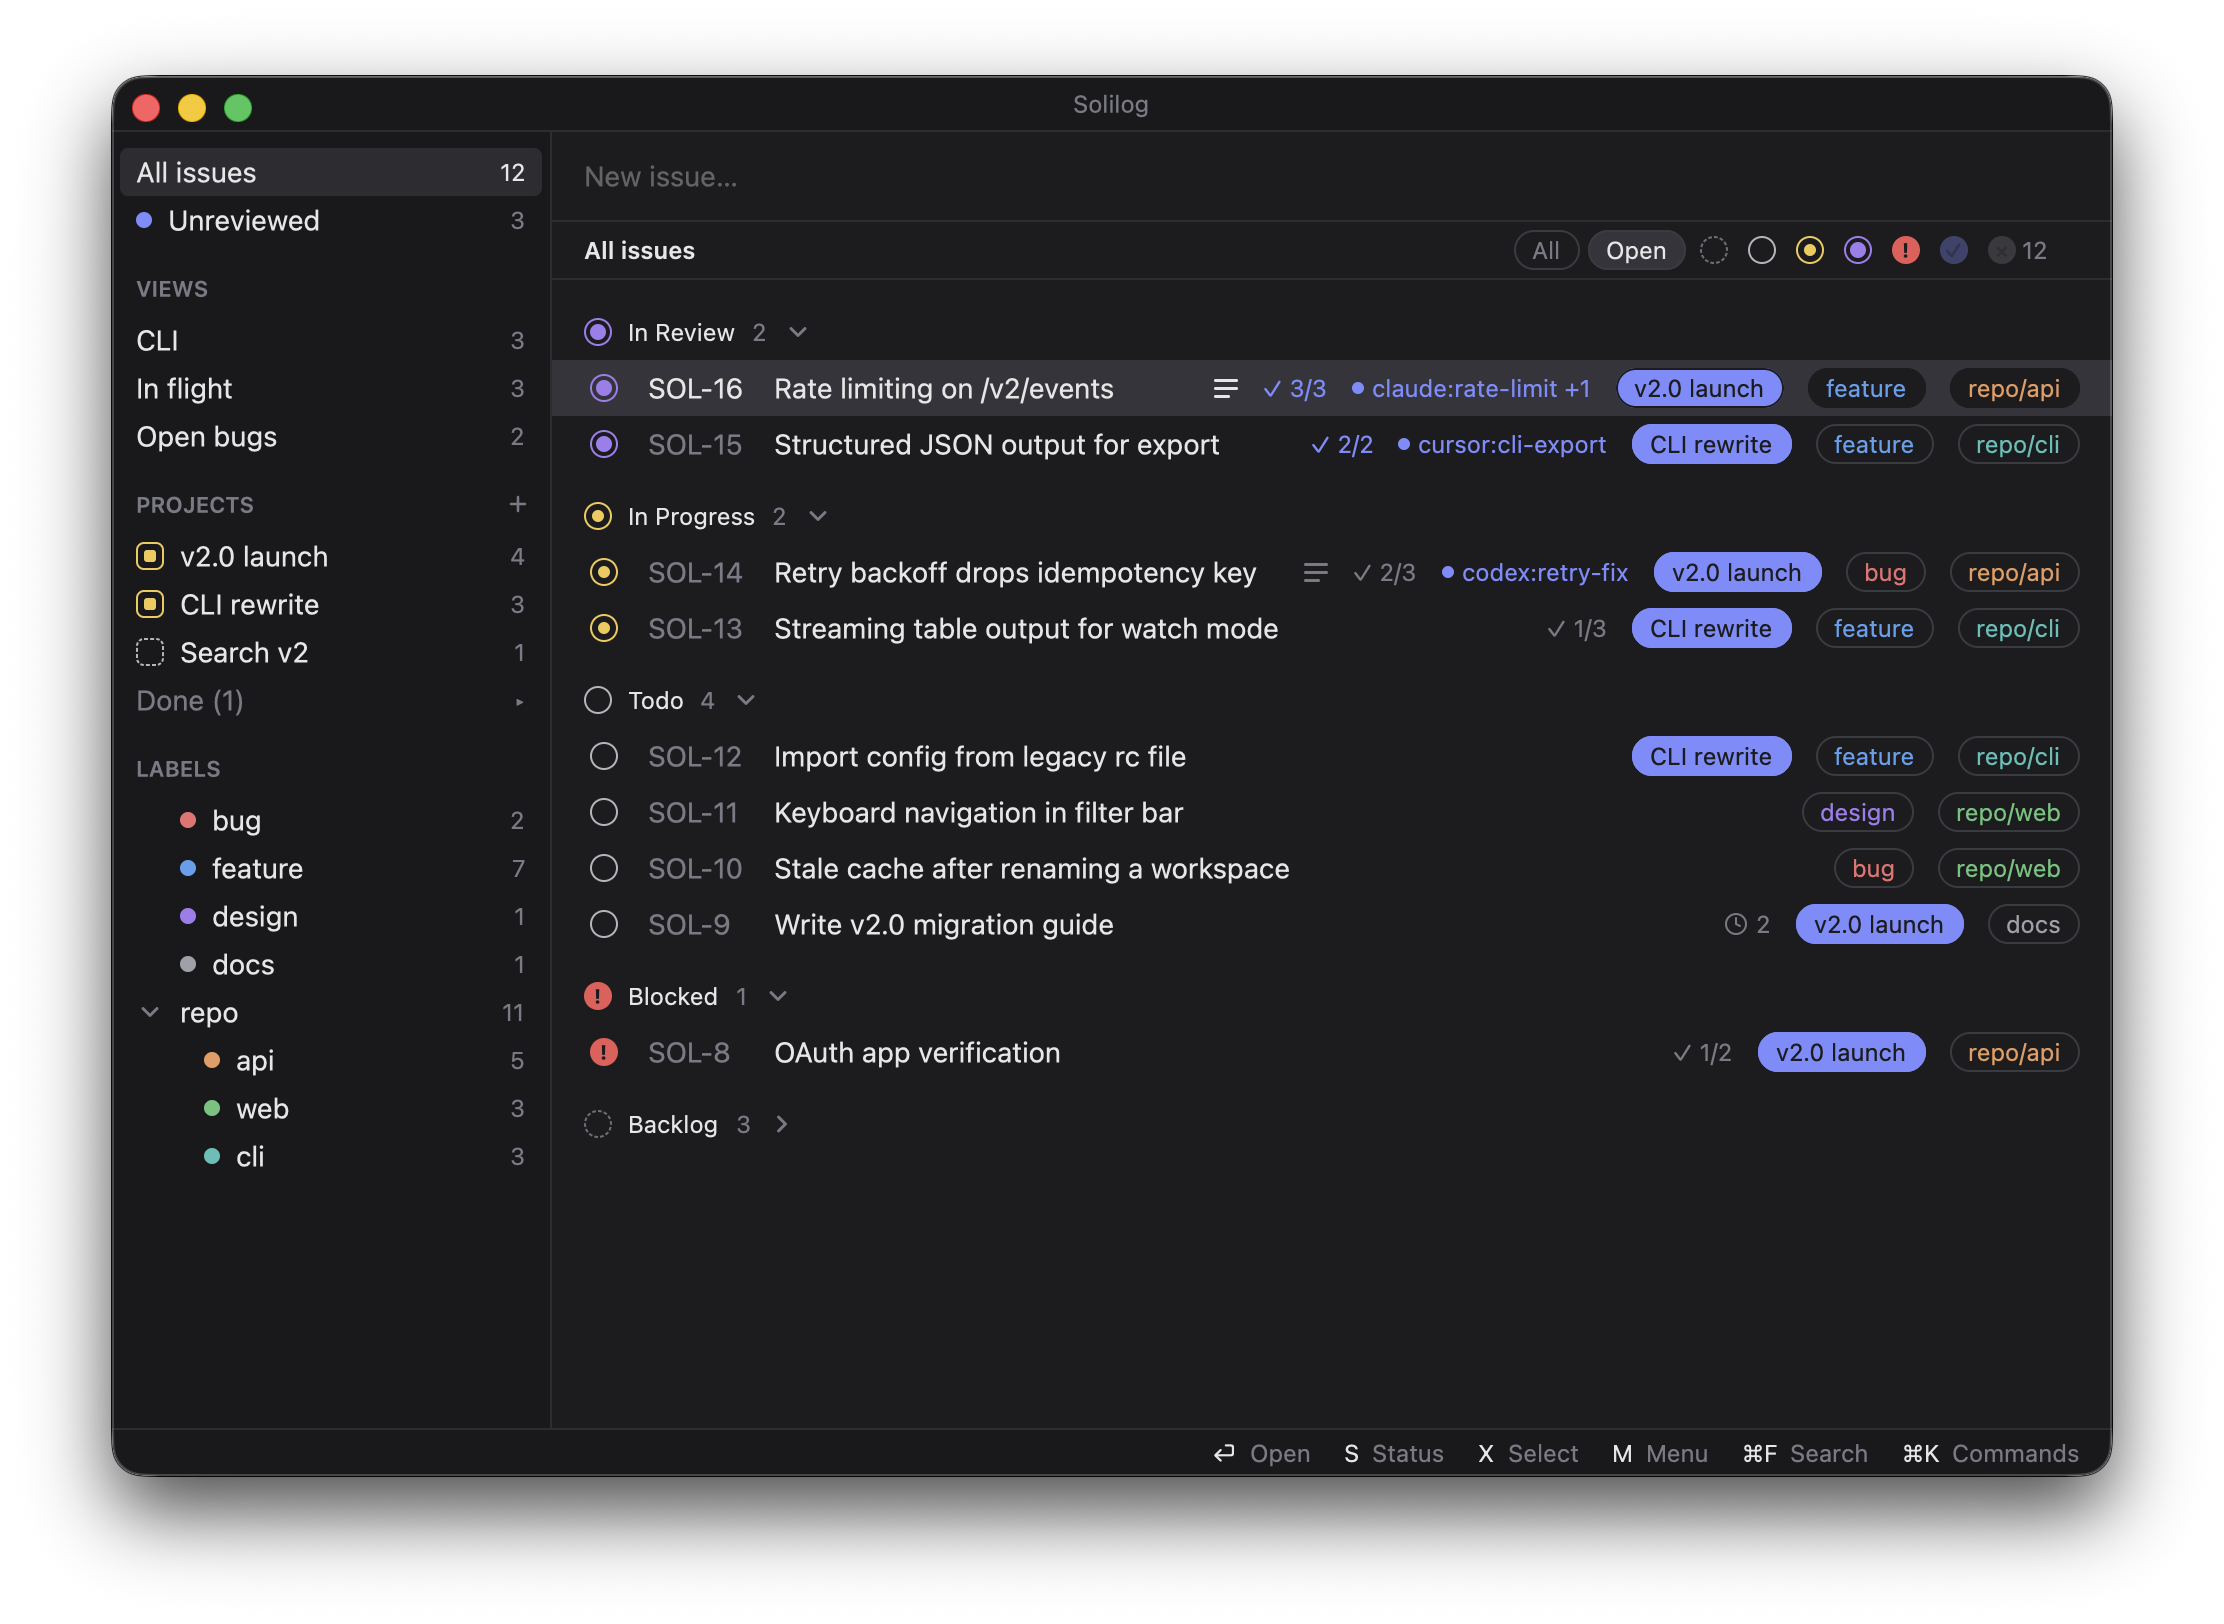 Solilog
All issues 12
Unreviewed 3
VIEWS
CLI 3
In flight 3
Open bugs 2
PROJECTS +
v2.0 launch 4
CLI rewrite 3
Search v2 1
Done (1)
LABELS
bug 2
feature 7
design 1
docs 1
repo 11
api 5
web 3
cli 3
New issue...
All issues All Open 12
In Review 2
SOL-16 Rate limiting on /v2/events 3/3 claude:rate-limit +1 v2.0 launch feature repo/api
SOL-15 Structured JSON output for export 2/2 cursor:cli-export CLI rewrite feature repo/cli
In Progress 2
SOL-14 Retry backoff drops idempotency key 2/3 codex:retry-fix v2.0 launch bug repo/api
SOL-13 Streaming table output for watch mode 1/3 CLI rewrite feature repo/cli
Todo 4
SOL-12 Import config from legacy rc file CLI rewrite feature repo/cli
SOL-11 Keyboard navigation in filter bar design repo/web
SOL-10 Stale cache after renaming a workspace bug repo/web
SOL-9 Write v2.0 migration guide 2 v2.0 launch docs
Blocked 1
SOL-8 OAuth app verification 1/2 v2.0 launch repo/api
Backlog 3
Open S Status X Select M Menu ⌘F Search ⌘K Commands